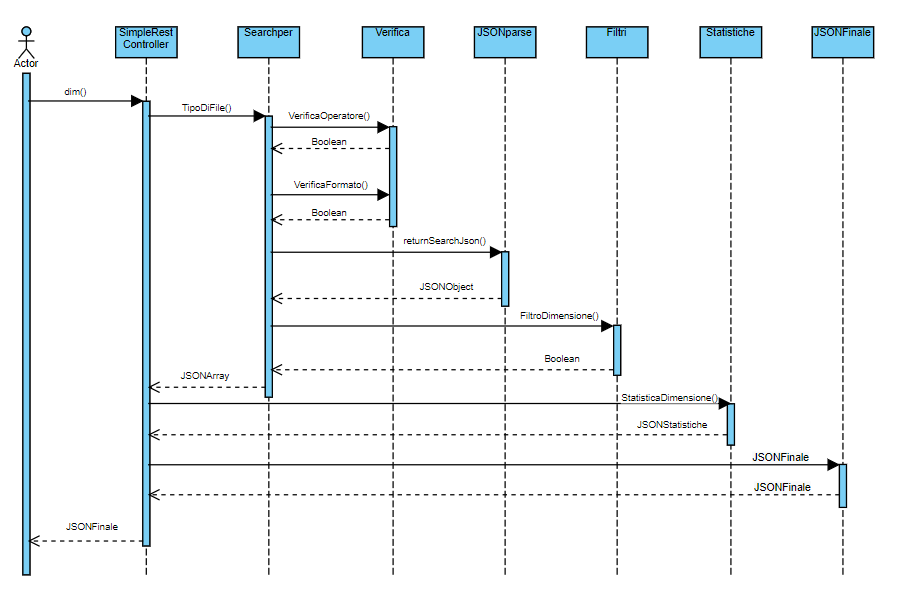 SimpleRest
Controller
Searchper
Verifica
JSONparse
Filtri
Statistiche
JSONFinale
Actor
dim()
TipoDiFile()
VerificaOperatore()
Boolean
VerificaFormato()
Boolean
returnSearchJson()
JSONObject
FiltroDimensione()
Boolean
JSONArray
StatisticaDimensione()
JSONStatistiche
JSONFinale
JSONFinale
JSONFinale